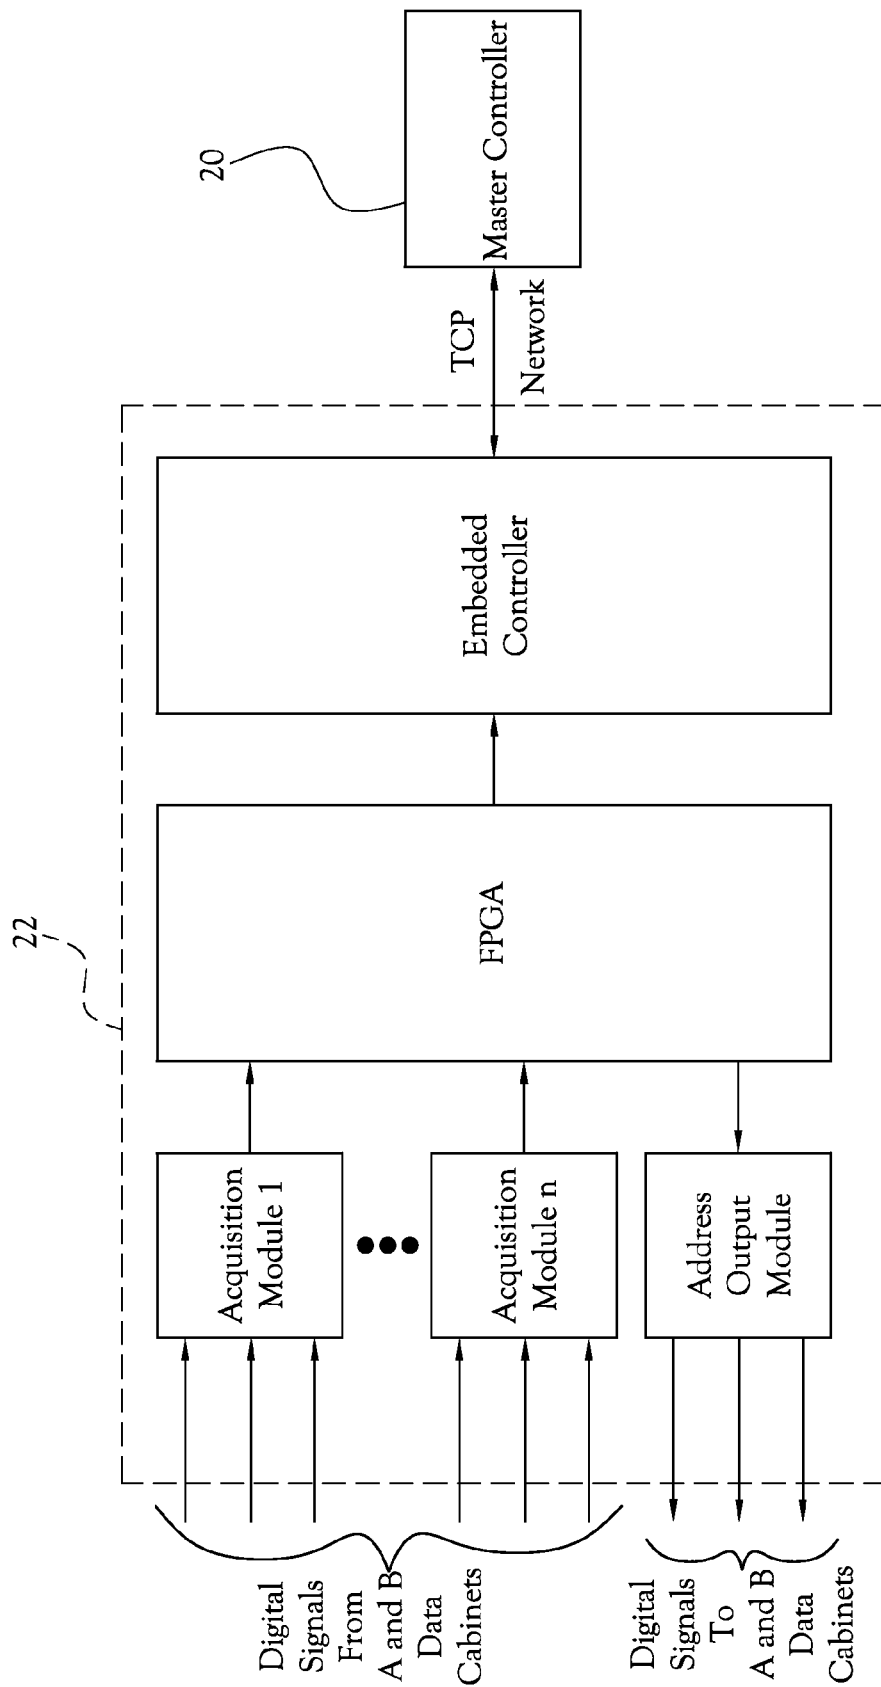 22
20
Digital
Signals
From
A and B
Data
Cabinets
Acquisition
Module 1
Acquisition
Module n
FPGA
Embedded
Controller
TCP
Network
Master Controller
Address
Output
Module
Digital
Signals
To
A and B
Data
Cabinets